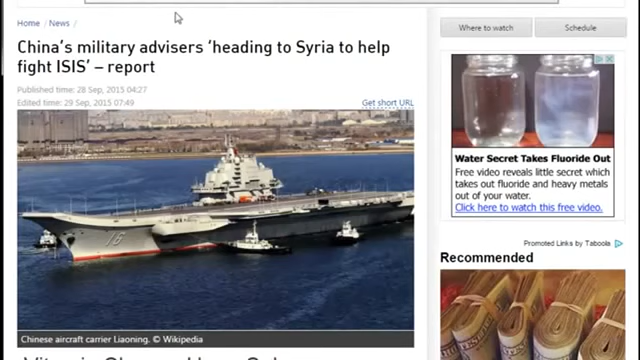 Home / News /
China's military advisers 'heading to Syria to help
fight ISIS' – report
Published time: 28 Sep, 2015 04:27
Edited time: 29 Sep, 2015 07:49
Get short URL
16
Chinese aircraft carrier Liaoning. © Wikipedia
Where to watch
Schedule
Water Secret Takes Fluoride Out
Free video reveals little secret which
takes out fluoride and heavy metals
out of your water.
Click here to watch this free video.
Promoted Links by Taboola
Recommended